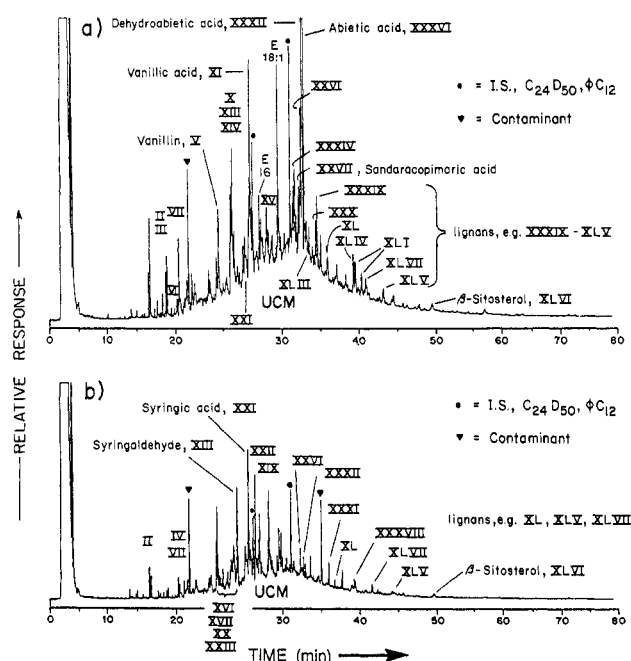 a)
Dehydroabietic acid, XXXII
Abietic acid, XXXVI
E
18:1
Vanillic acid, XI
XXVI
• = I.S., C24D50, φC12
▼ = Contaminant
X
XIII
XIV
Vanillin, V
E
16
XXXIV
XXVII, Sandaracopimaric acid
XXXIX
II
III
VII
XV
XXX
XL
XLIV
XLI
lignans, e.g. XXXIX - XLV
XLVII
VI
XLIII
XLV
UCM
β-Sitosterol, XLVI
XXI
0 20 30 40 50 60 80
RELATIVE RESPONSE
b)
Syringic acid, XXI
• = I.S., C24D50, φC12
Syringaldehyde, XIII
XXII
XIX
XXVI
XXXII
▼ = Contaminant
II
IV
VII
XXXI
lignans, e.g. XL, XLV, XLVII
XL
XXXVIII
XLVII
XLV
β-Sitosterol, XLVI
UCM
0 20 30 40 50 60 80
XVI
XVII
XX
XXIII
TIME (min)